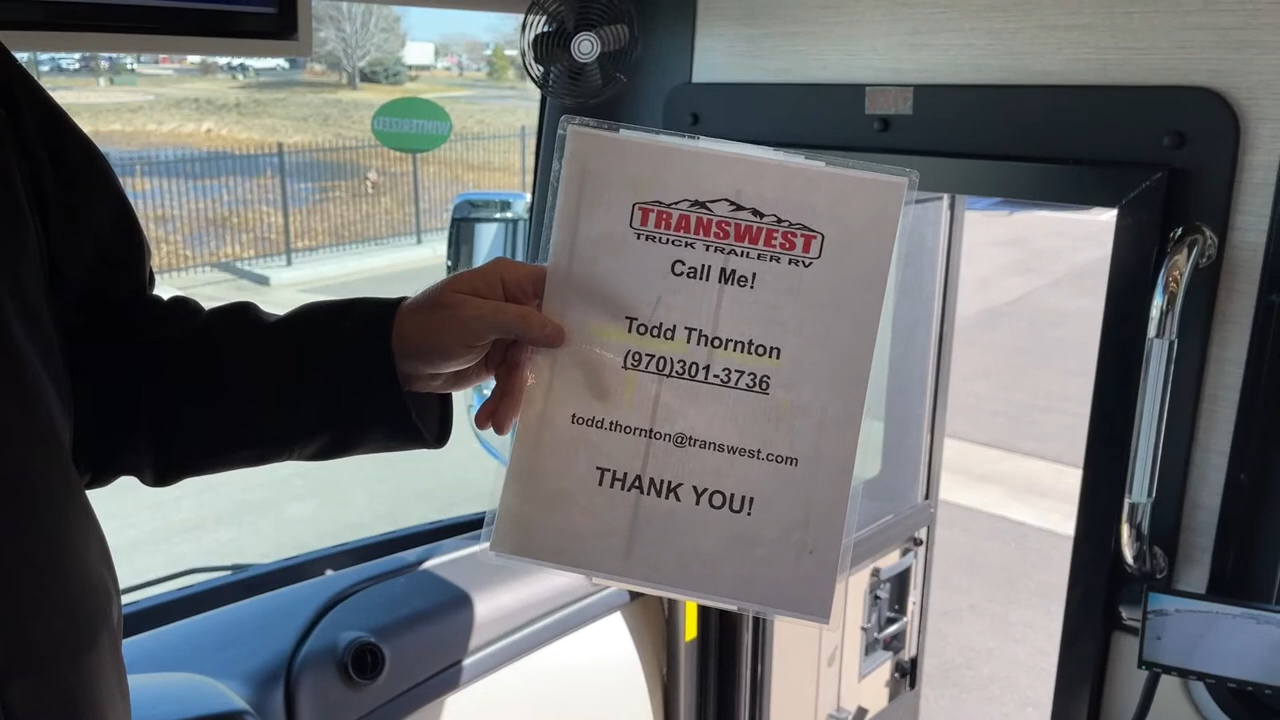 WINTERIZED
TRANSWEST
TRUCK TRAILER RV
Call Me!
Todd Thornton
(970)301-3736
todd.thornton@transwest.com
THANK YOU!